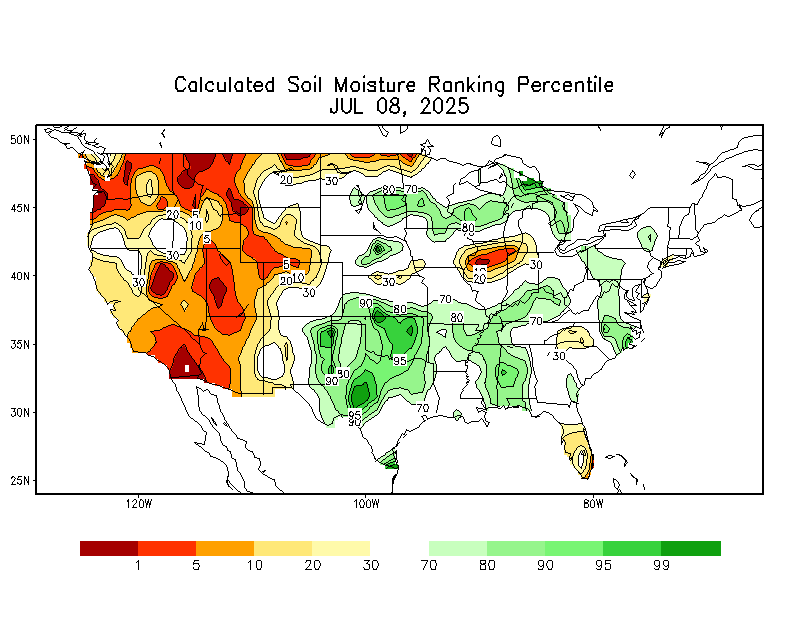 Calculated Soil Moisture Ranking Percentile
JUL 08, 2025
50N
20 30 80 70
45N
20 5 10 5 80
30 5 10 20 30
40N
30 20 10 30 20 30
90 80 70 80 70
35N
95 30
90 80
30N
95 90 70
25N
120W 100W 80W
1 5 10 20 30 70 80 90 95 99